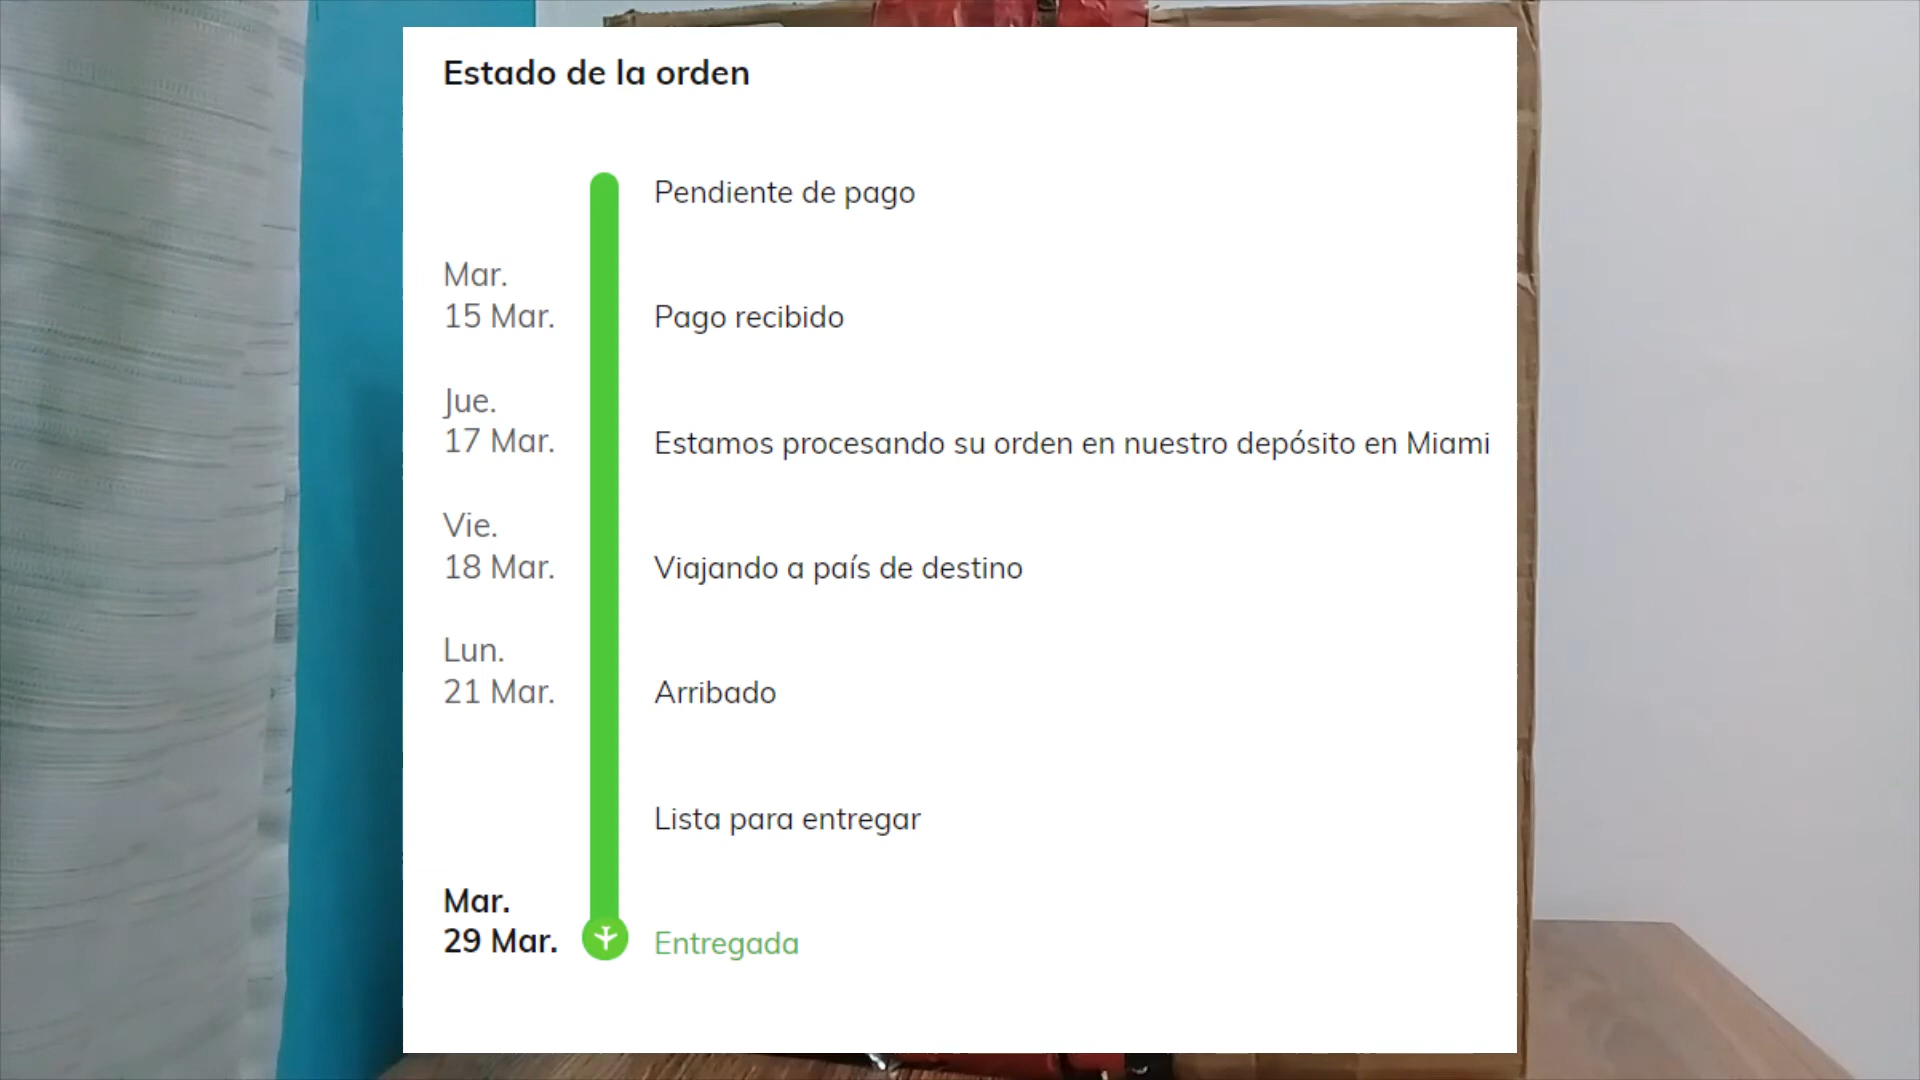 Estado de la orden
Pendiente de pago
Mar.
15 Mar.
Pago recibido
Jue.
17 Mar.
Estamos procesando su orden en nuestro depósito en Miami
Vie.
18 Mar.
Viajando a país de destino
Lun.
21 Mar.
Arribado
Lista para entregar
Mar.
29 Mar.
Entregada